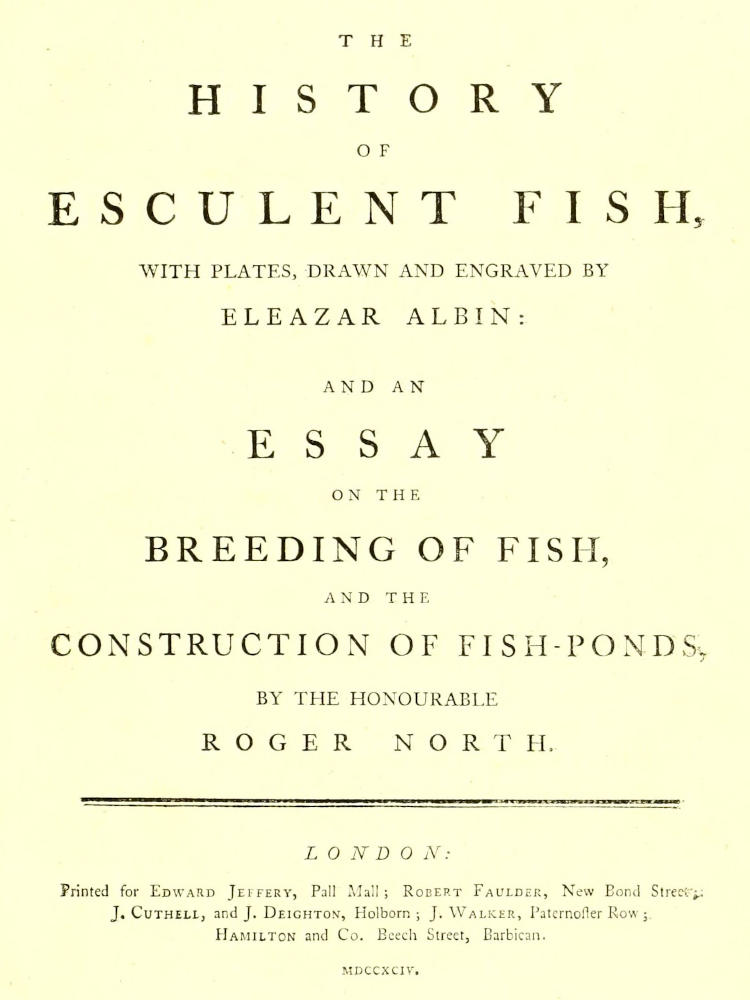 THE
HISTORY
OF
ESCULENT FISH,
WITH PLATES, DRAWN AND ENGRAVED BY
ELEAZAR ALBIN:
AND AN
ESSAY
ON THE
BREEDING OF FISH,
AND THE
CONSTRUCTION OF FISH-PONDS,
BY THE HONOURABLE
ROGER NORTH.
LONDON:
Printed for EDWARD JEFFERY, Pall Mall; ROBERT FAULDER, New Bond Street;
J. CUTHELL, and J. DEIGHTON, Holborn; J. WALKER, Paternoſter Row;
HAMILTON and Co. Beech Street, Barbican.
MDCCXCIV.